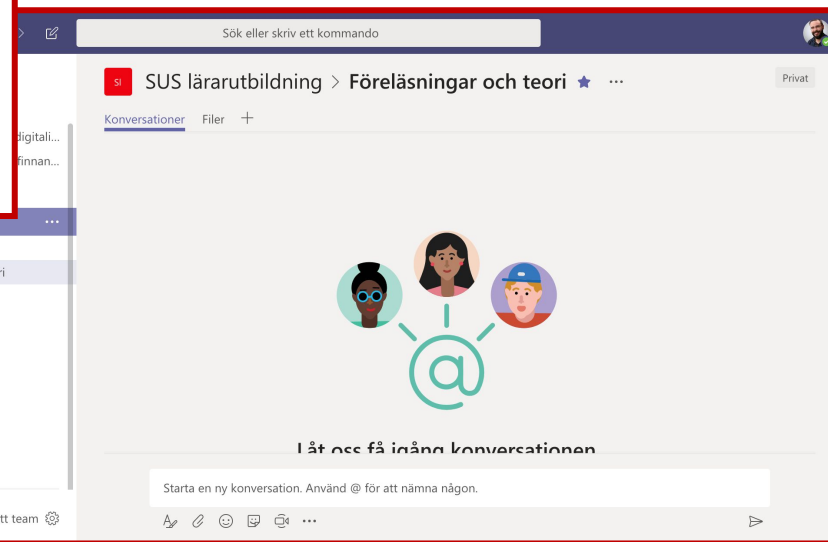 Sök eller skriv ett kommando
SI SUS lärarutbildning > Föreläsningar och teori
Privat
Konversationer Filer
digitali...
finnan...
Låt oss få igång konversationen
Starta en ny konversation. Använd @ för att nämna någon.
tt team